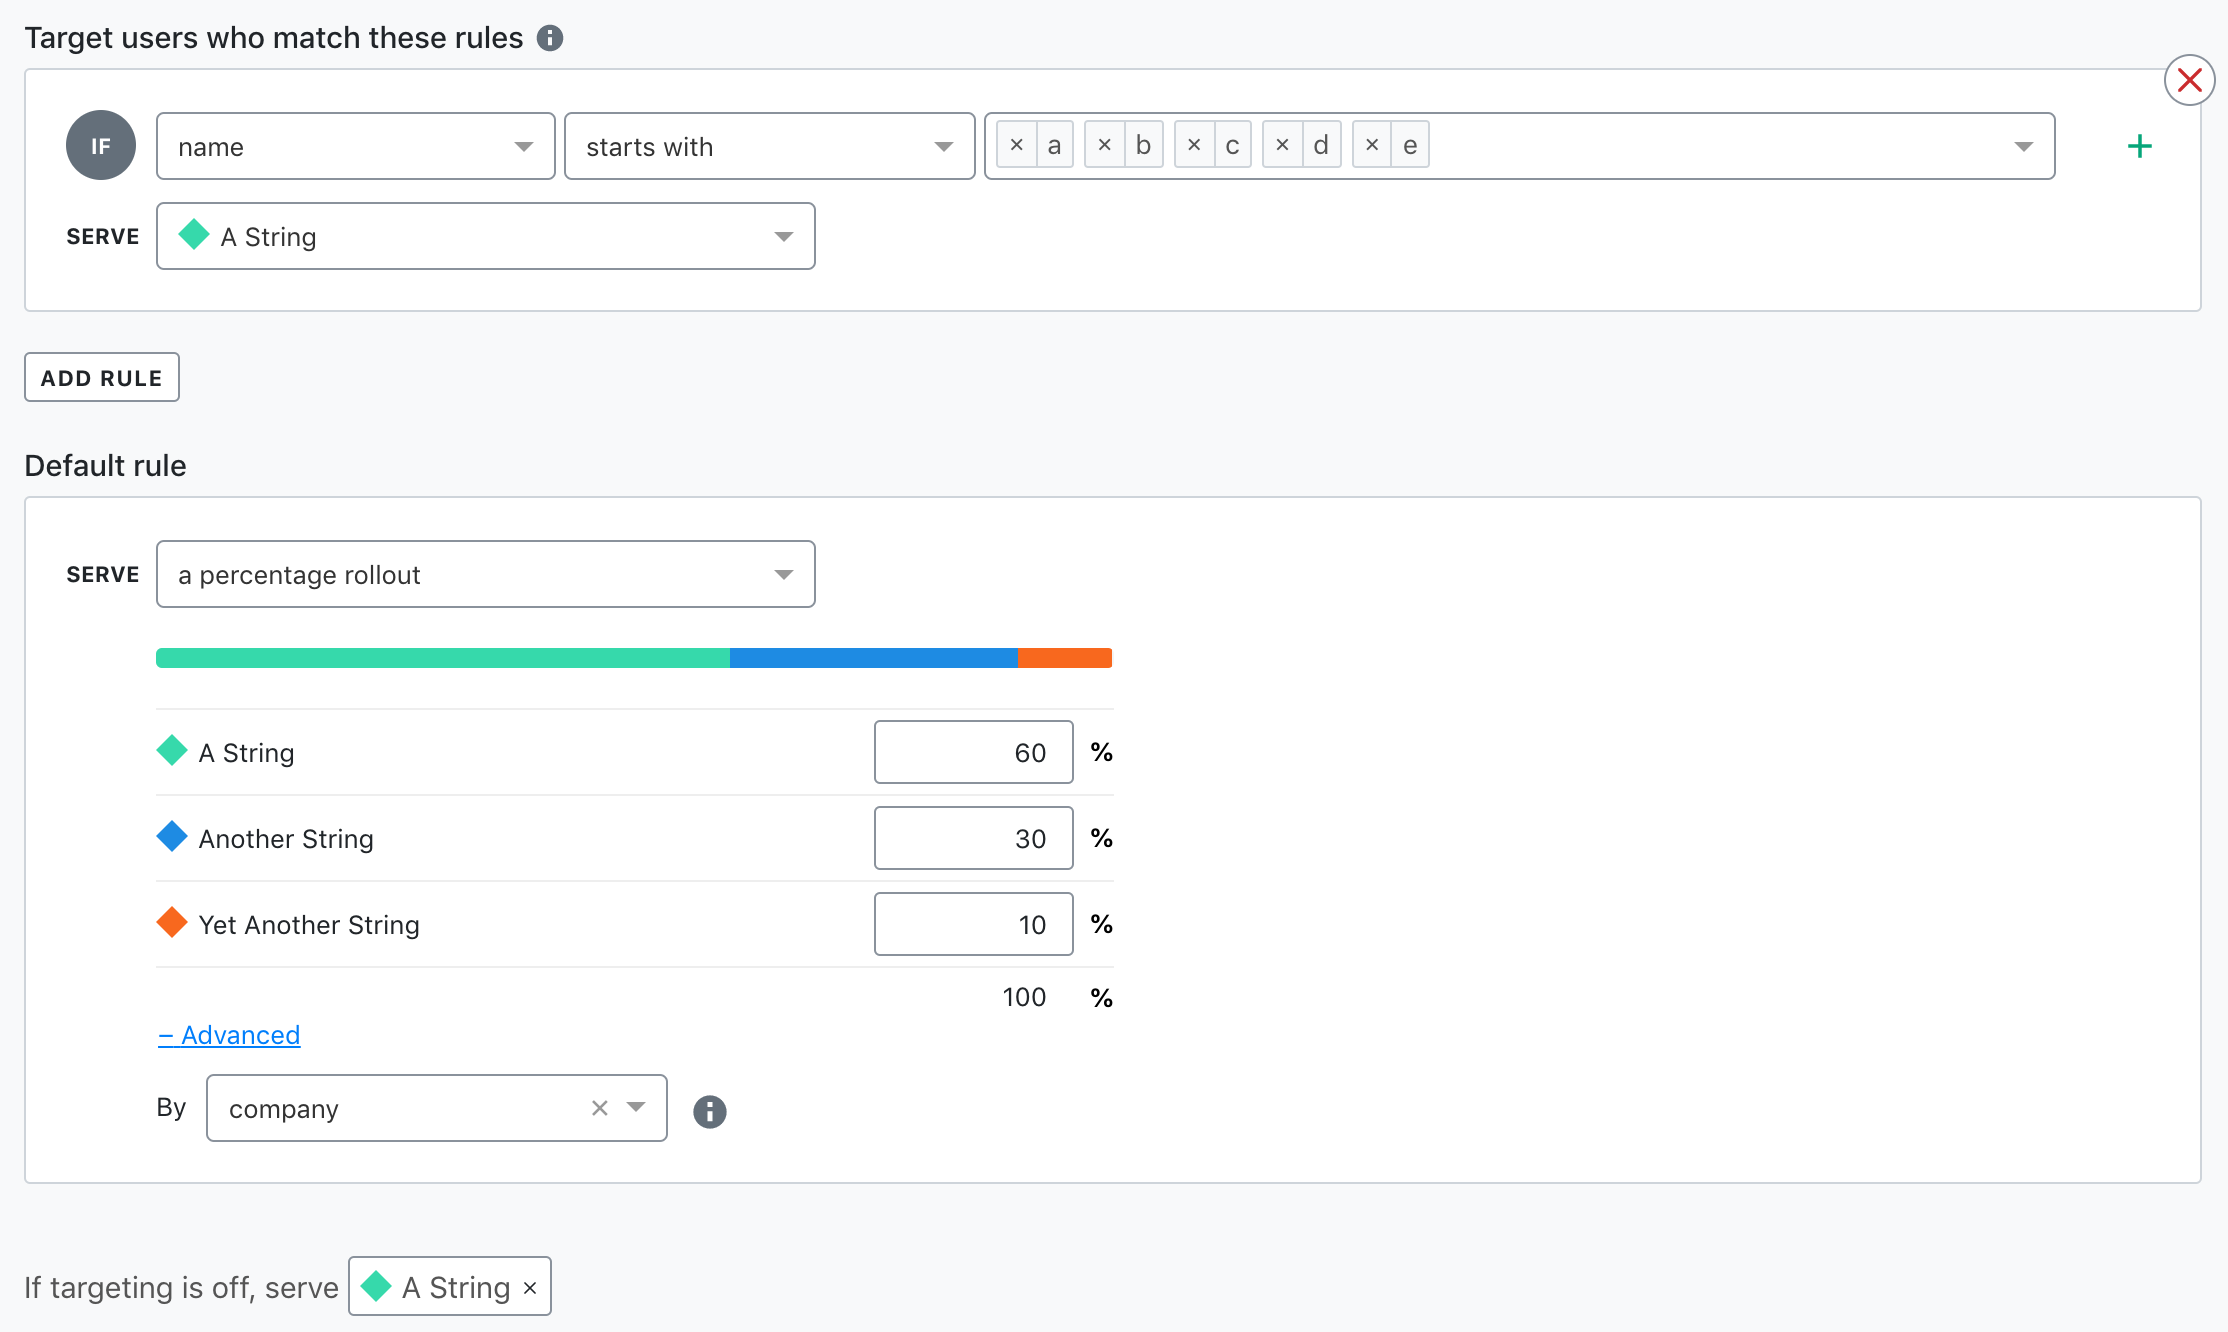 Target users who match these rules
IF name starts with × a × b × c × d × e +
SERVE A String
ADD RULE
Default rule
SERVE a percentage rollout
A String 60 %
Another String 30 %
Yet Another String 10 %
100 %
– Advanced
By company ×
If targeting is off, serve A String ×